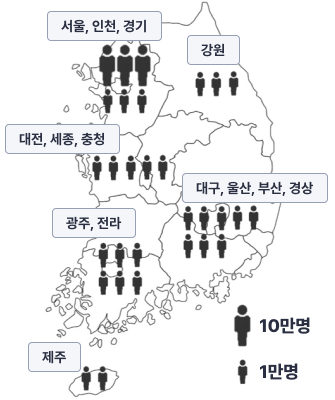 서울, 인천, 경기
강원
대전, 세종, 충청
대구, 울산, 부산, 경상
광주, 전라
10만명
제주
1만명